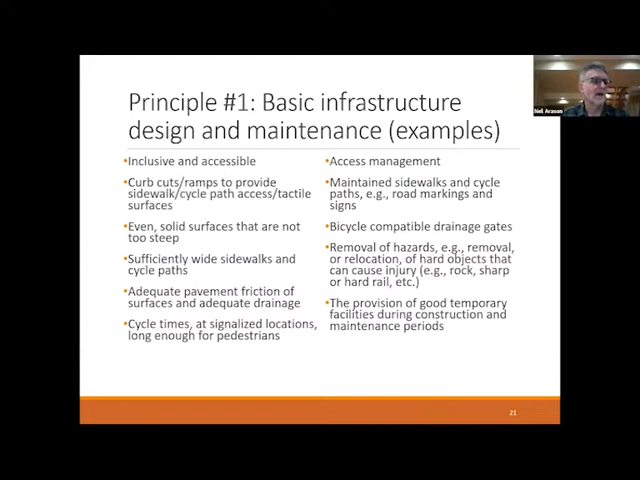 Principle #1: Basic infrastructure
design and maintenance (examples)
•Inclusive and accessible
•Curb cuts/ramps to provide
sidewalk/cycle path access/tactile
surfaces
•Even, solid surfaces that are not
too steep
•Sufficiently wide sidewalks and
cycle paths
•Adequate pavement friction of
surfaces and adequate drainage
•Cycle times, at signalized locations,
long enough for pedestrians
•Access management
•Maintained sidewalks and cycle
paths, e.g., road markings and
signs
•Bicycle compatible drainage gates
•Removal of hazards, e.g., removal,
or relocation, of hard objects that
can cause injury (e.g., rock, sharp
or hard rail, etc.)
•The provision of good temporary
facilities during construction and
maintenance periods
21
Neil Arason